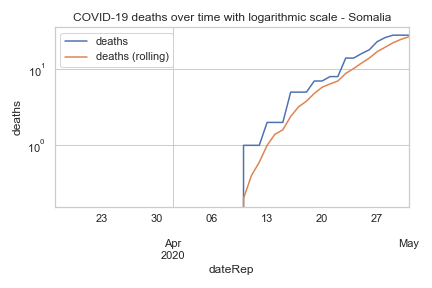 COVID-19 deaths over time with logarithmic scale - Somalia
deaths
deaths (rolling)
10¹
10⁰
deaths
23 30 06 13 20 27
Apr May
2020
dateRep